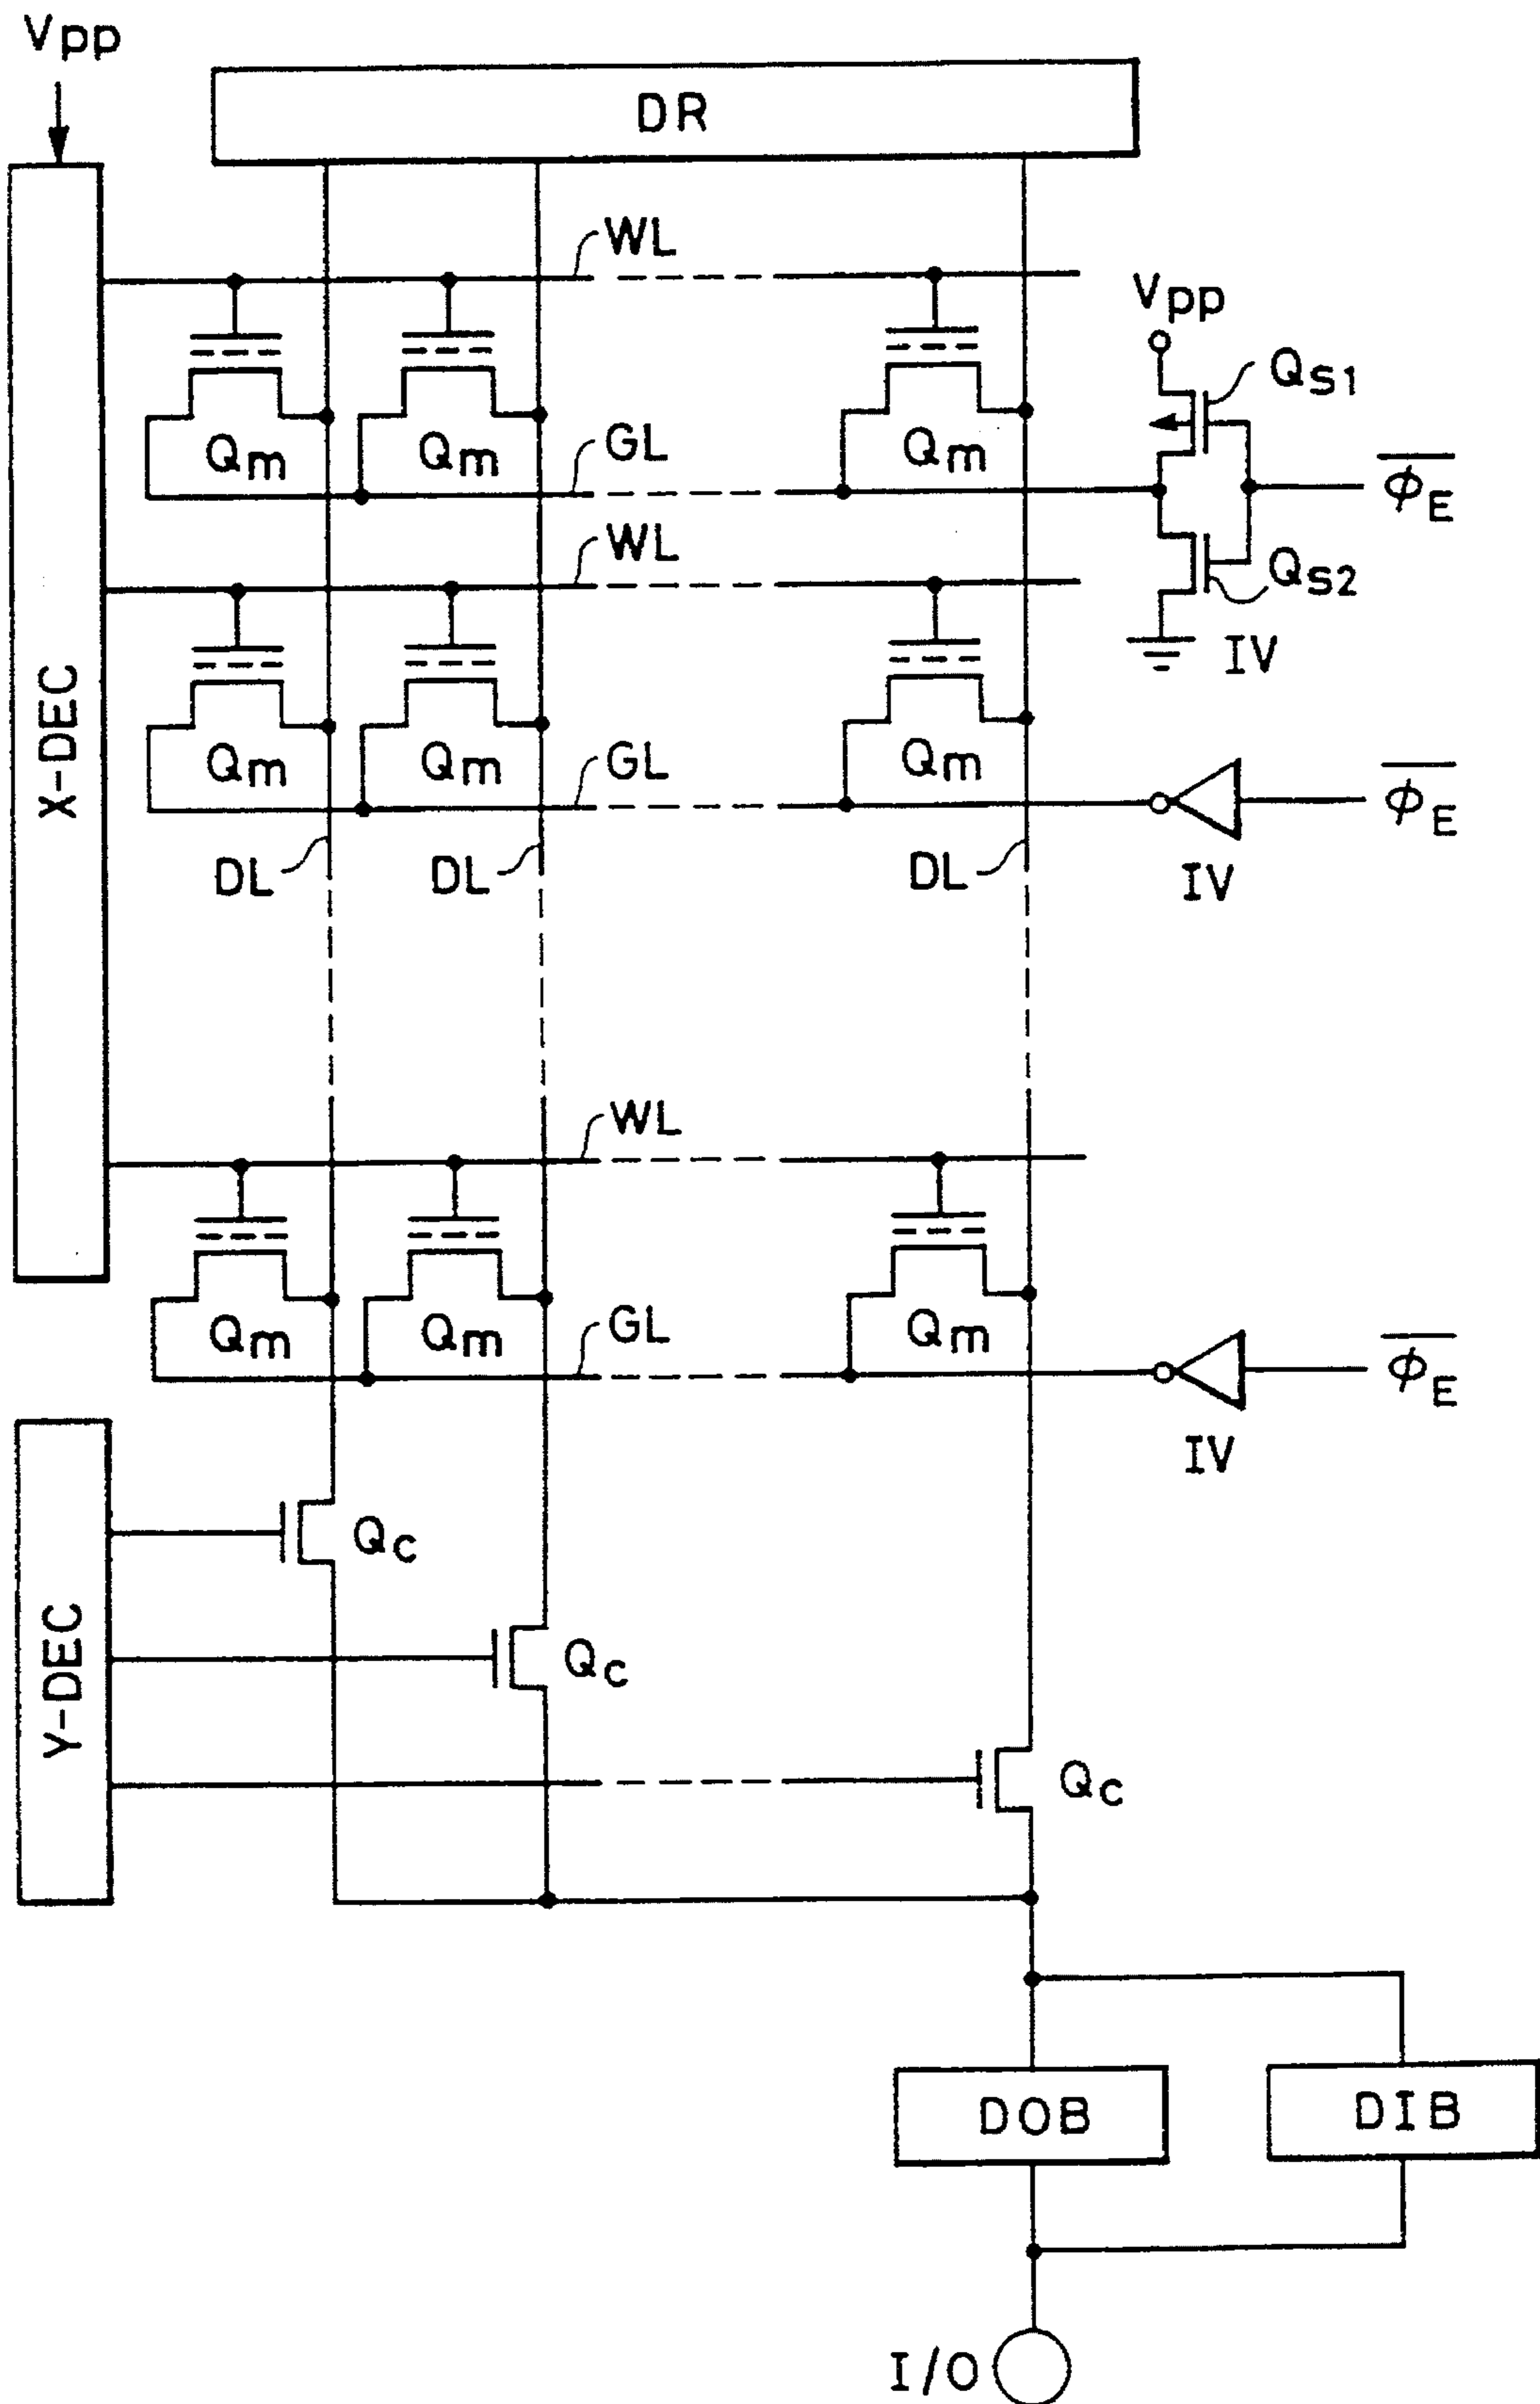 Vpp
DR
WL
Vpp
QS1
Qm Qm GL Qm
φE
WL
QS2
IV
X-DEC
Qm Qm GL Qm
φE
DL DL DL
IV
WL
Qm Qm GL Qm
φE
IV
Qc
Y-DEC
Qc
Qc
DOB DIB
I/O